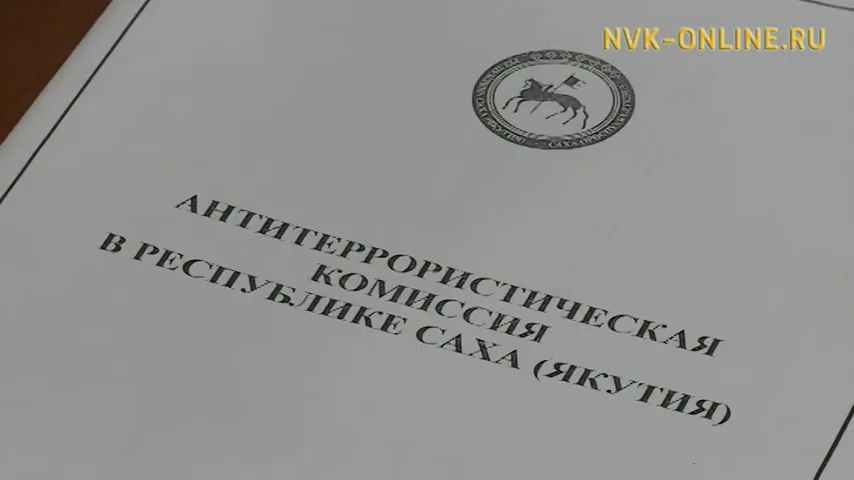 NVK-ONLINE.RU
АНТИТЕРРОРИСТИЧЕСКАЯ
КОМИССИЯ
В РЕСПУБЛИКЕ САХА (ЯКУТИЯ)